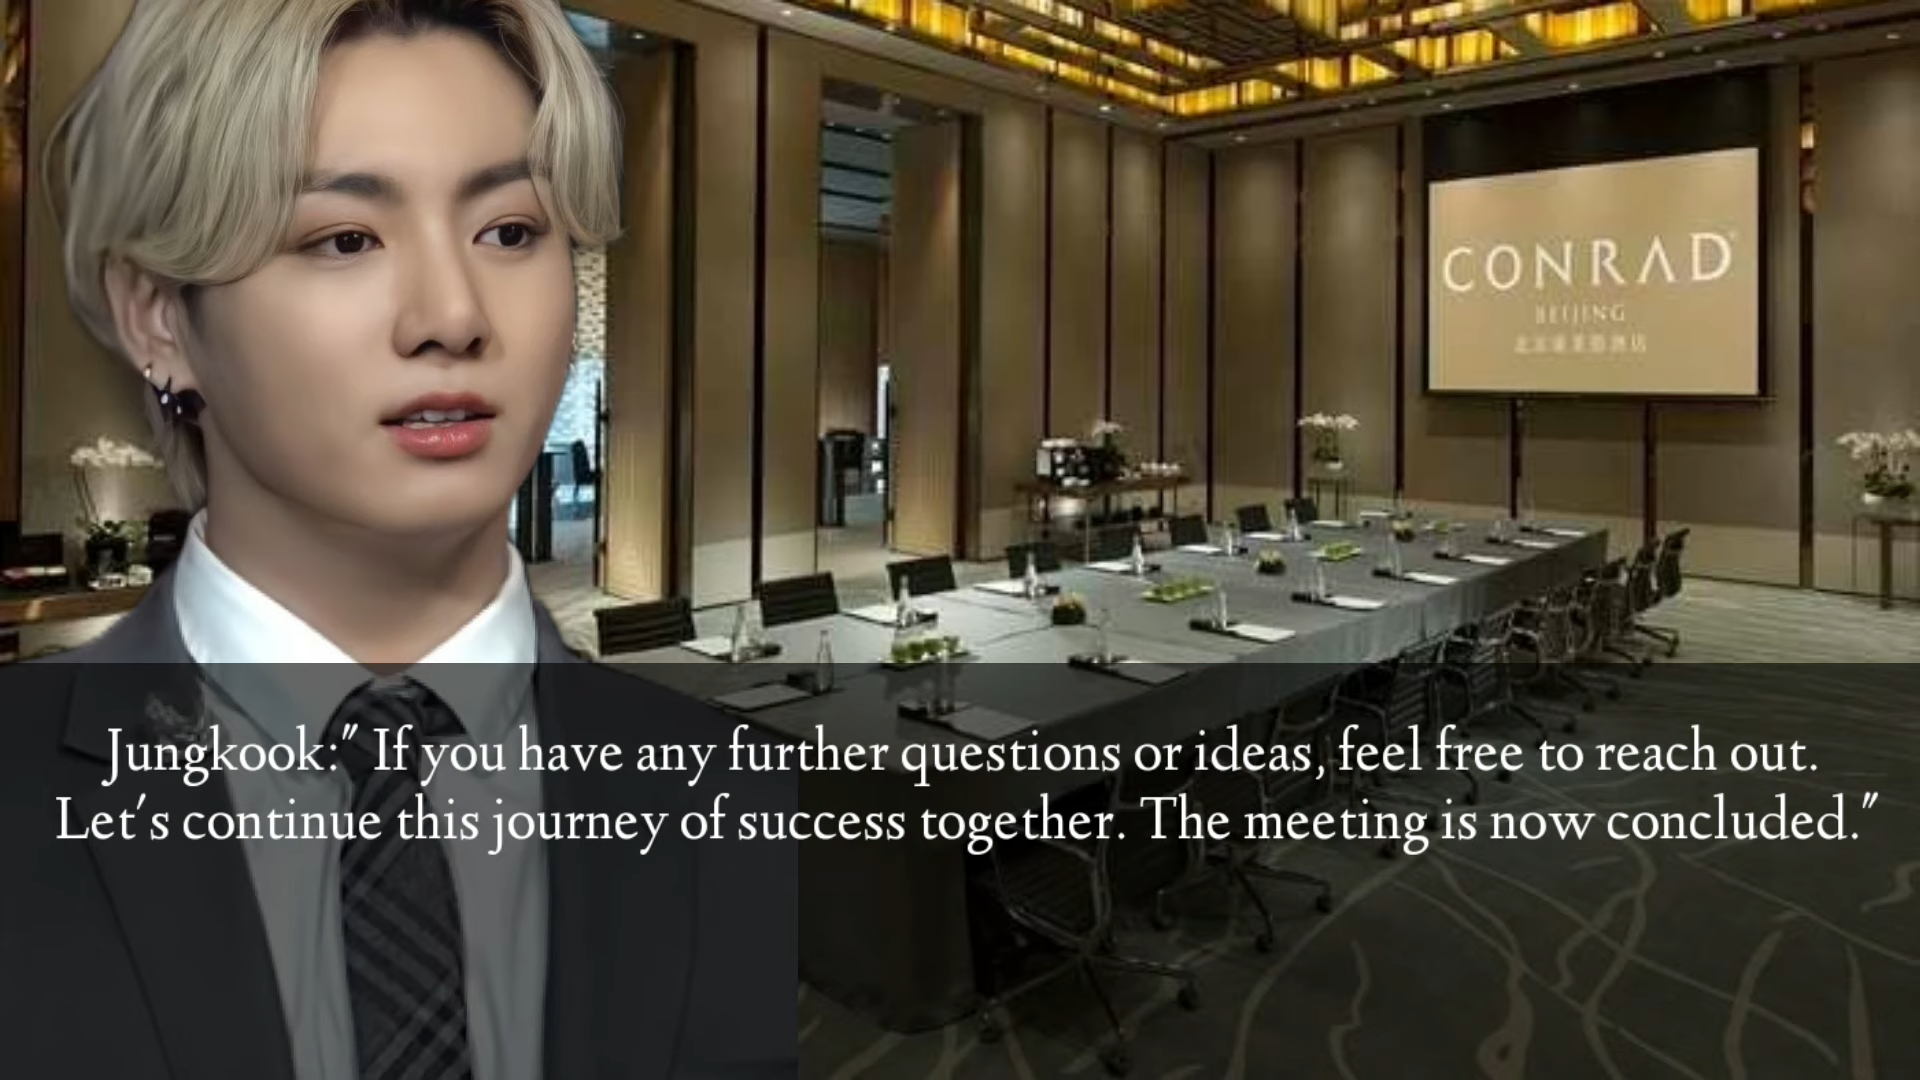 CONRAD
BEIJING
Jungkook:" If you have any further questions or ideas, feel free to reach out.
Let's continue this journey of success together. The meeting is now concluded."